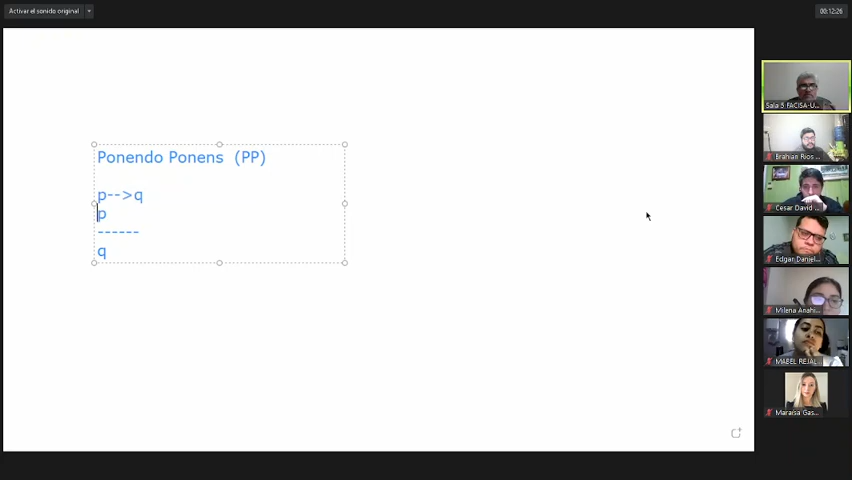 Activar el sonido original
00:12:26
Ponendo Ponens (PP)
p-->q
p
------
q
Sala 5 FACISA-U...
Brahian Rios ...
Cesar David ...
Edgar Daniel...
Milena Anahi...
MABEL REJAL...
Maraisa Gas...